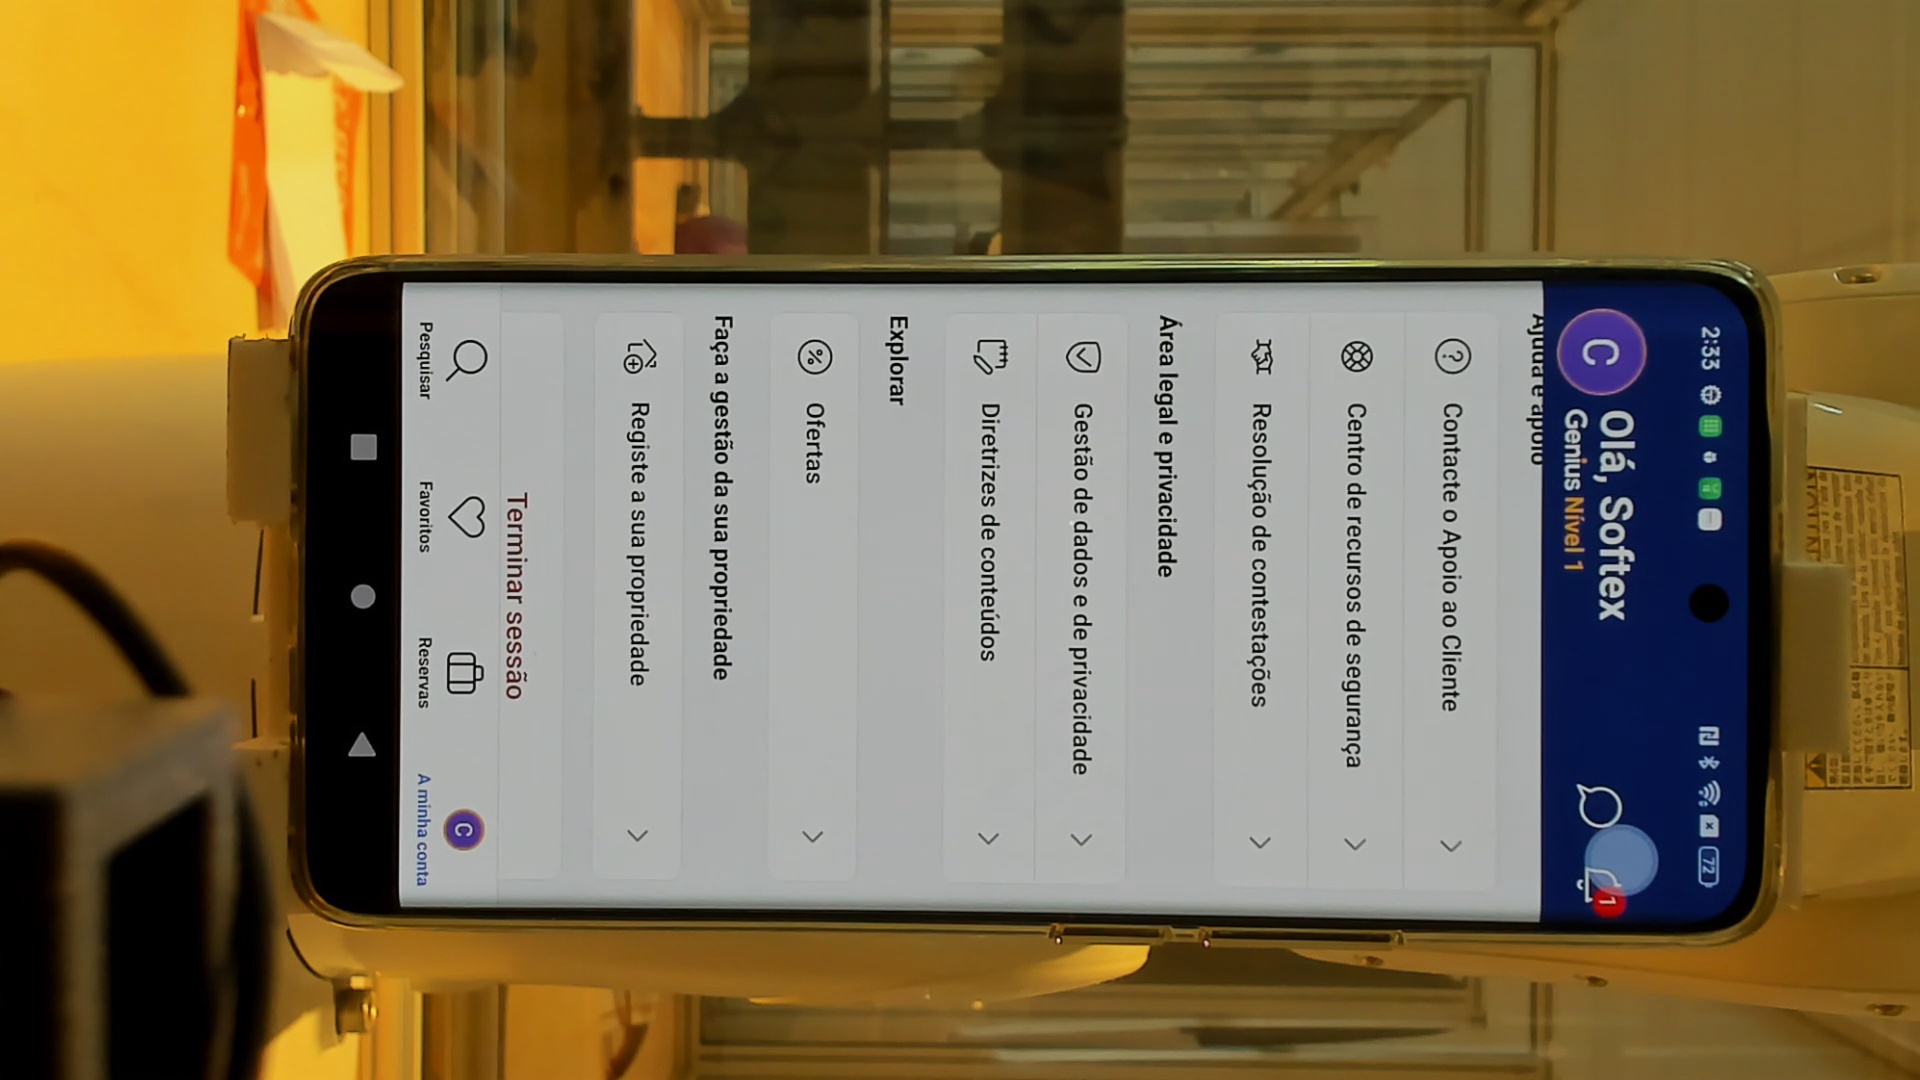 2:33
72
C
Olá, Softex
Genius Nível 1
1
Ajuda e apoio
Contacte o Apoio ao Cliente
Centro de recursos de segurança
Resolução de contestações
Área legal e privacidade
Gestão de dados e de privacidade
Diretrizes de conteúdos
Explorar
Ofertas
Faça a gestão da sua propriedade
Registe a sua propriedade
Terminar sessão
C
Pesquisar
Favoritos
Reservas
A minha conta